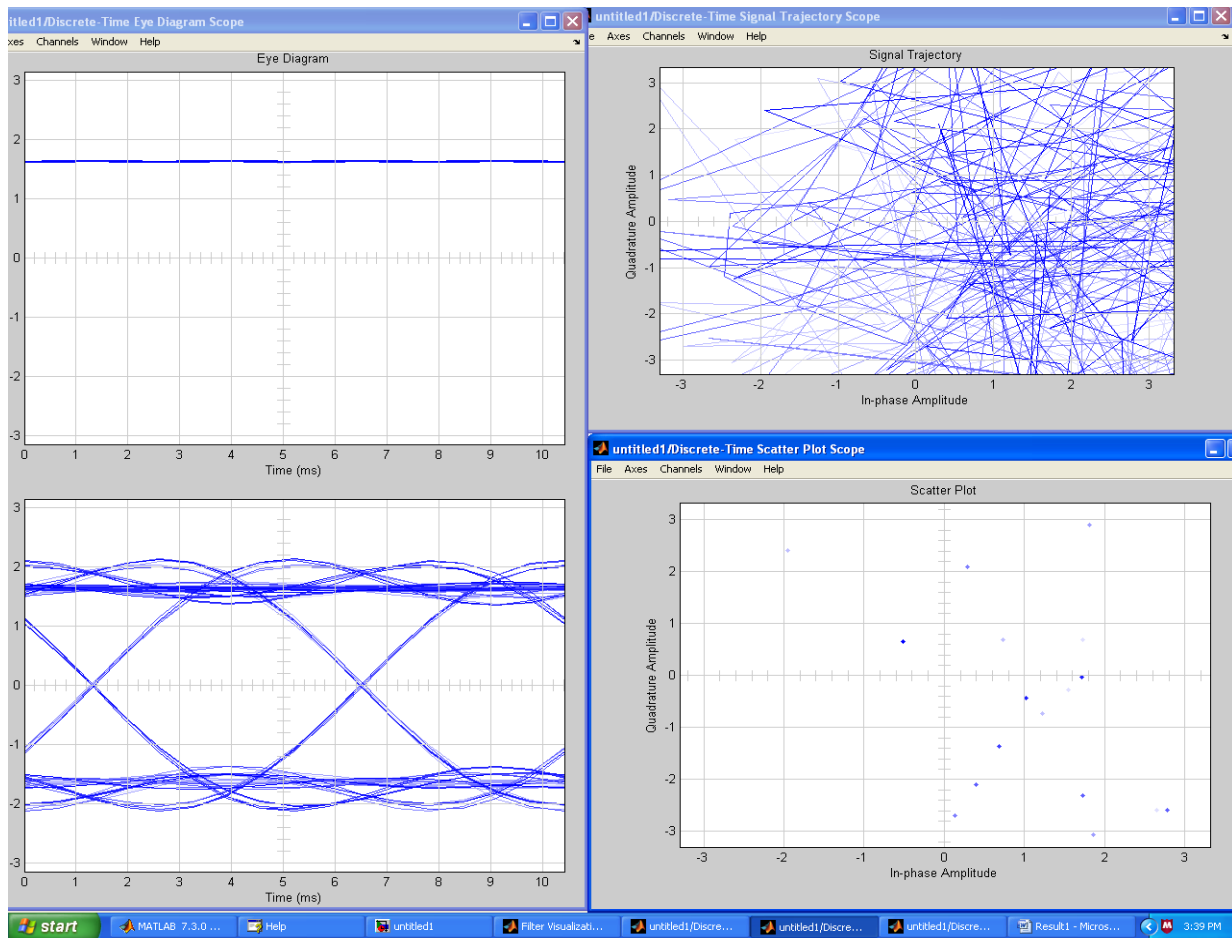 untitled1/Discrete-Time Eye Diagram Scope
Axes Channels Window Help
Eye Diagram
3
2
1
0
-1
-2
-3
0 1 2 3 4 5 6 7 8 9 10
Time (ms)
3
2
1
0
-1
-2
-3
0 1 2 3 4 5 6 7 8 9 10
Time (ms)
untitled1/Discrete-Time Signal Trajectory Scope
Axes Channels Window Help
Signal Trajectory
Quadrature Amplitude
3
2
1
0
-1
-2
-3
-3 -2 -1 0 1 2 3
In-phase Amplitude
untitled1/Discrete-Time Scatter Plot Scope
File Axes Channels Window Help
Scatter Plot
Quadrature Amplitude
3
2
1
0
-1
-2
-3
-3 -2 -1 0 1 2 3
In-phase Amplitude
start
MATLAB 7.3.0 ...
Help
untitled1
Filter Visualizati...
untitled1/Discre...
untitled1/Discre...
untitled1/Discre...
Result1 - Micros...
3:39 PM